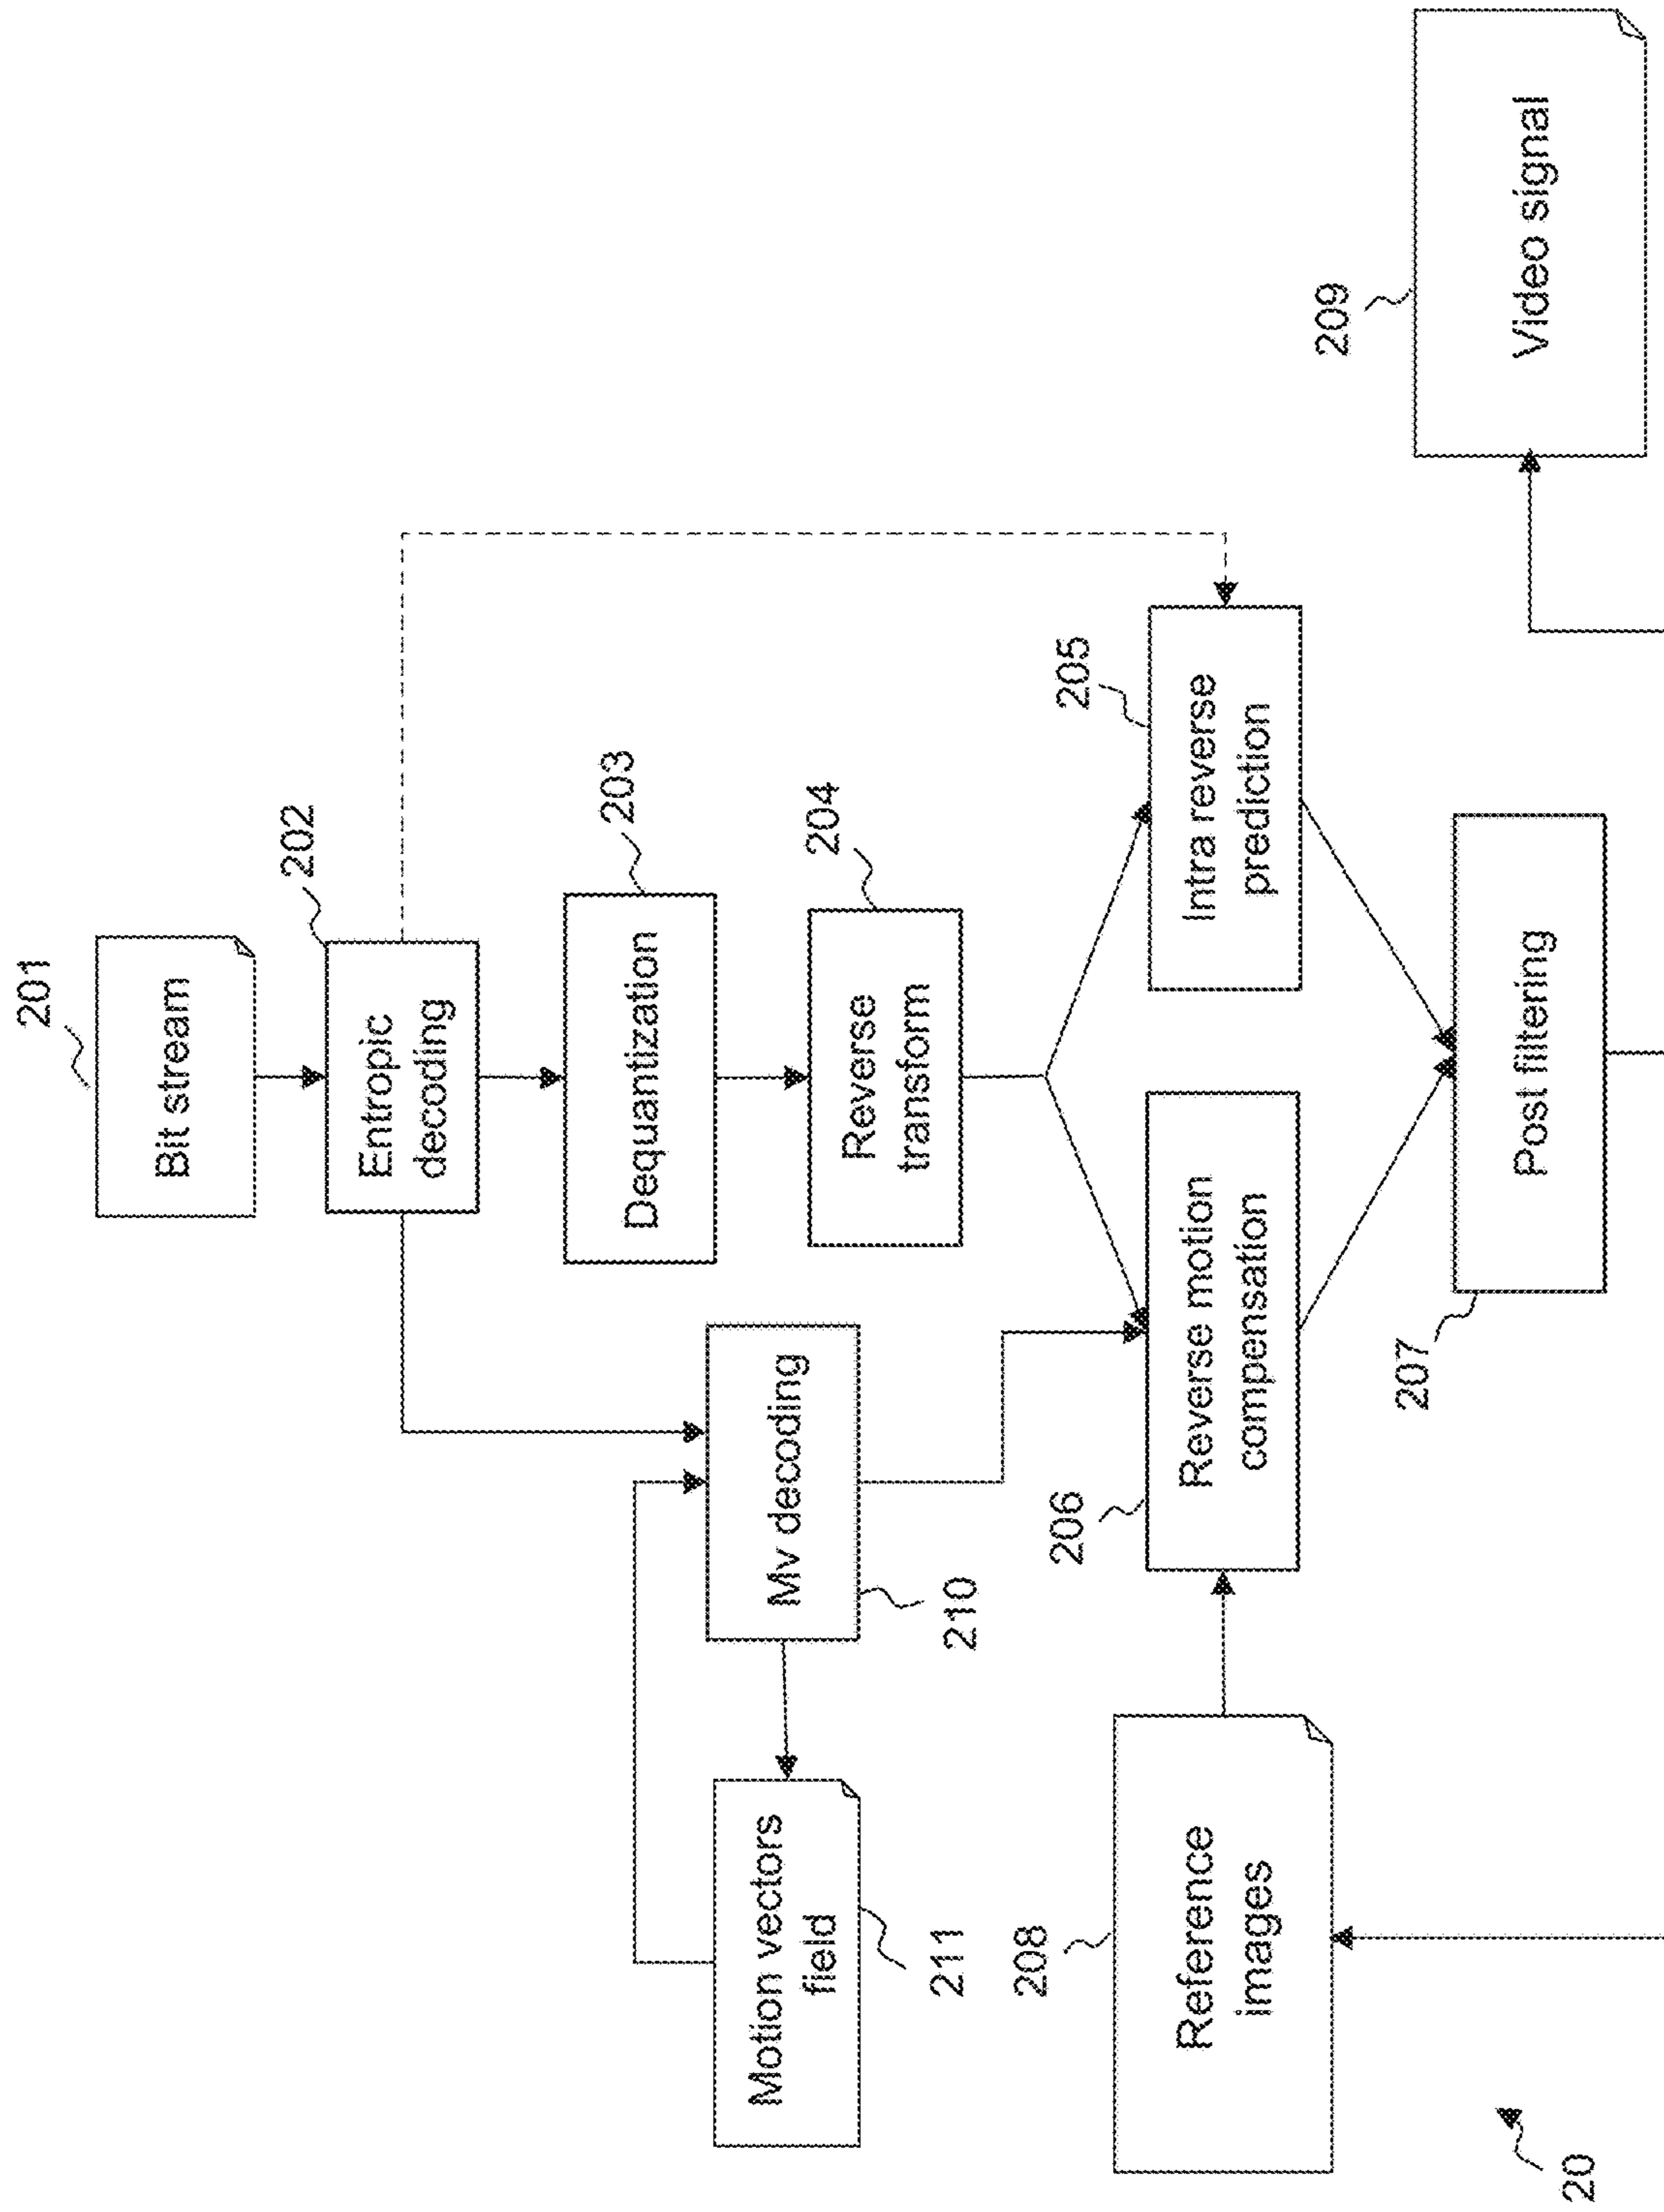 201
Bit stream
202
Entropic
decoding
203
Dequantization
204
Reverse
transform
Mv decoding
210
Motion vectors
field
211
205
Intra reverse
prediction
206
Reverse motion
compensation
208
Reference
images
207
Post filtering
209
Video signal
20